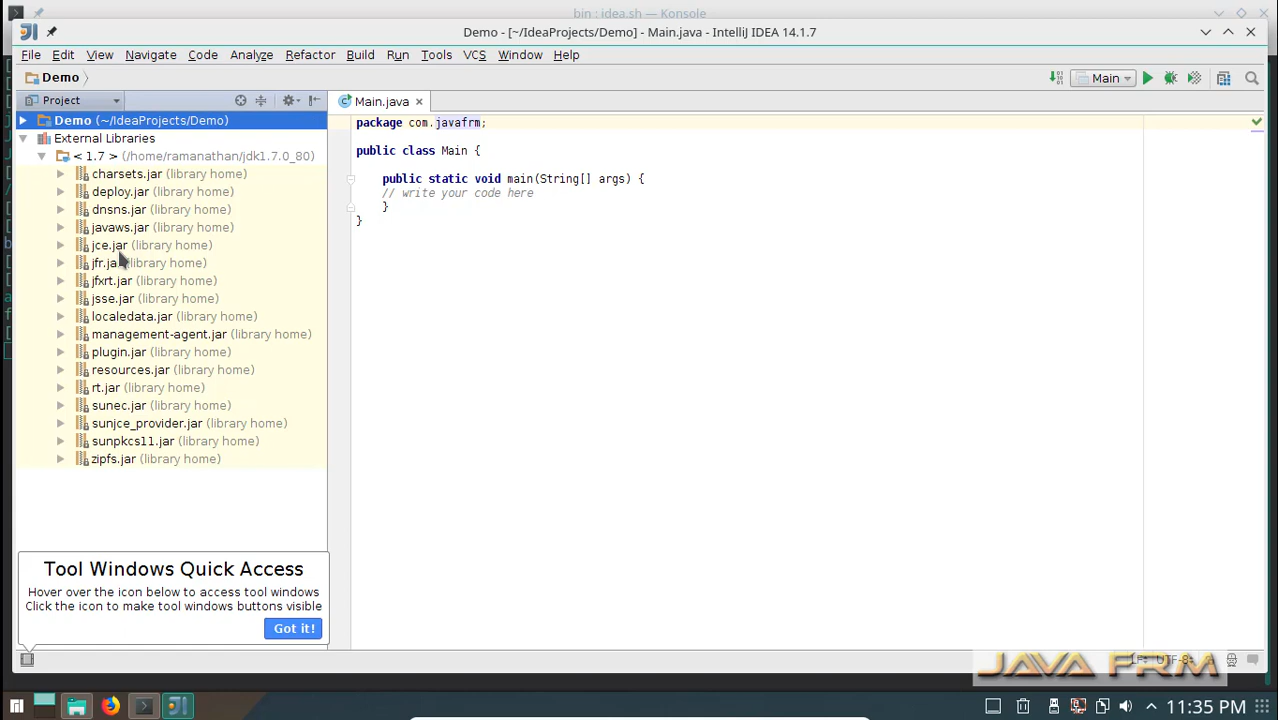 bin : idea.sh — Konsole
Demo - [~/IdeaProjects/Demo] - Main.java - IntelliJ IDEA 14.1.7
File Edit View Navigate Code Analyze Refactor Build Run Tools VCS Window Help
Demo
Main
Project
Main.java
Demo (~/IdeaProjects/Demo)
External Libraries
< 1.7 > (/home/ramanathan/jdk1.7.0_80)
charsets.jar (library home)
deploy.jar (library home)
dnsns.jar (library home)
javaws.jar (library home)
jce.jar (library home)
(library home)
jfxrt.jar (library home)
jsse.jar (library home)
localedata.jar (library home)
management-agent.jar (library home)
plugin.jar (library home)
resources.jar (library home)
rt.jar (library home)
sunec.jar (library home)
sunjce_provider.jar (library home)
sunpkcs11.jar (library home)
zipfs.jar (library home)
package com.javafrm;
public class Main {
public static void main(String[] args) {
// write your code here
}
}
Tool Windows Quick Access
Hover over the icon below to access tool windows
Click the icon to make tool windows buttons visible
Got it!
UTF-8
JAVA FRM
11:35 PM